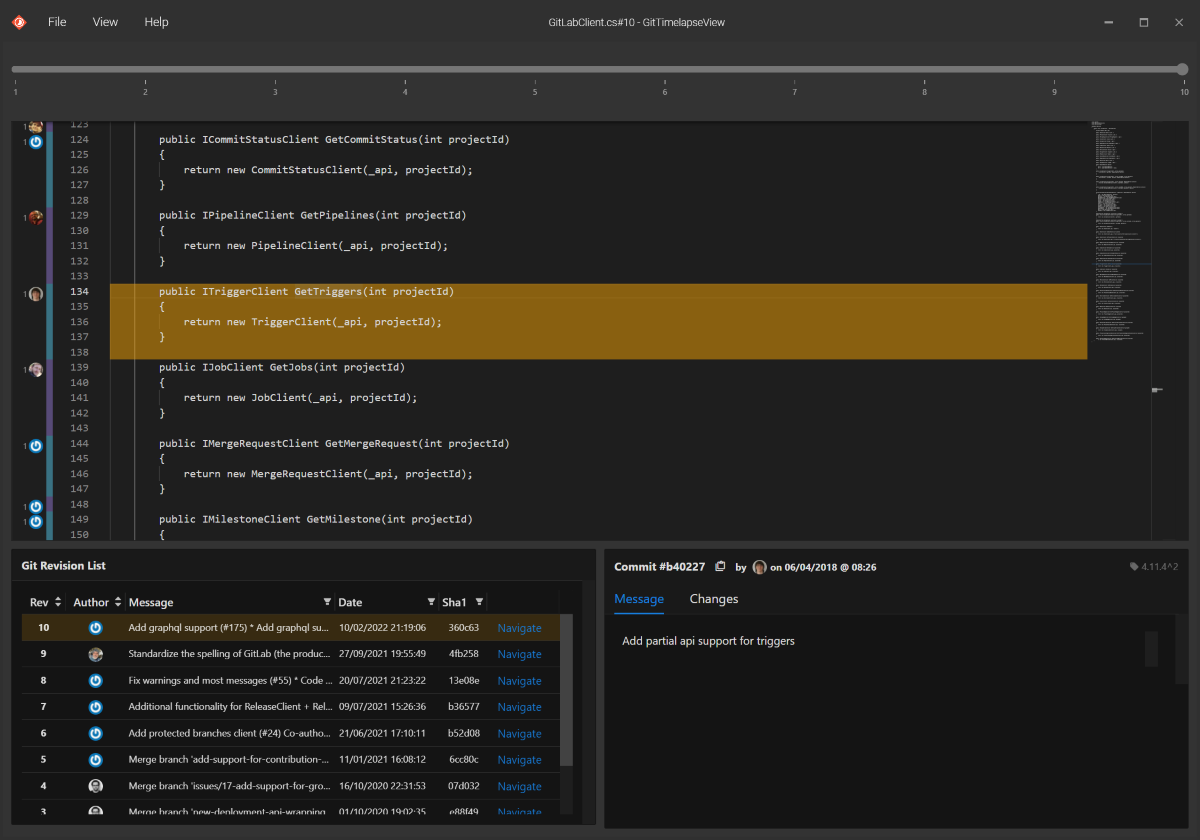 File View Help GitLabClient.cs#10 - GitTimelapseView
1 2 3 4 5 6 7 8 9 10
123
1 124 public ICommitStatusClient GetCommitStatus(int projectId)
125 {
126 return new CommitStatusClient(_api, projectId);
127 }
128
1 129 public IPipelineClient GetPipelines(int projectId)
130 {
131 return new PipelineClient(_api, projectId);
132 }
133
1 134 public ITriggerClient GetTriggers(int projectId)
135 {
136 return new TriggerClient(_api, projectId);
137 }
138
1 139 public IJobClient GetJobs(int projectId)
140 {
141 return new JobClient(_api, projectId);
142 }
143
1 144 public IMergeRequestClient GetMergeRequest(int projectId)
145 {
146 return new MergeRequestClient(_api, projectId);
147 }
1 148
1 149 public IMilestoneClient GetMilestone(int projectId)
150 {
Git Revision List
Rev Author Message Date Sha1
10 Add graphql support (#175) * Add graphql su... 10/02/2022 21:19:06 360c63 Navigate
9 Standardize the spelling of GitLab (the produc... 27/09/2021 19:55:49 4fb258 Navigate
8 Fix warnings and most messages (#55) * Code ... 20/07/2021 21:23:22 13e08e Navigate
7 Additional functionality for ReleaseClient + Rel... 09/07/2021 15:26:36 b36577 Navigate
6 Add protected branches client (#24) Co-autho... 21/06/2021 17:10:11 b52d08 Navigate
5 Merge branch 'add-support-for-contribution-... 11/01/2021 16:08:12 6cc80c Navigate
4 Merge branch 'issues/17-add-support-for-gro... 16/10/2020 22:31:53 07d032 Navigate
3 Merge branch 'new-deployment-api-wrapping 01/10/2020 19:02:35 e88f49 Navigate
Commit #b40227 by on 06/04/2018 @ 08:26 4.11.4^2
Message Changes
Add partial api support for triggers